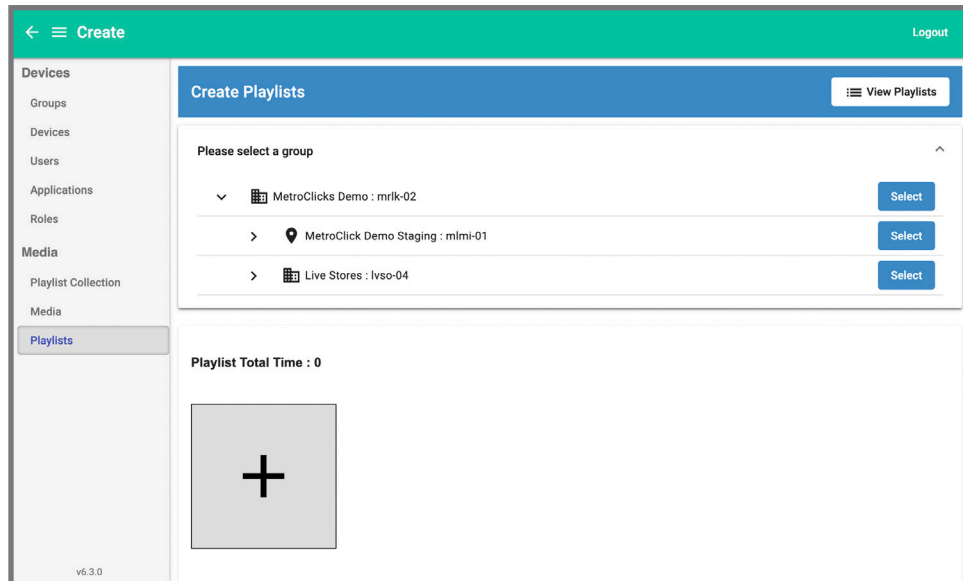 Create
Logout
Devices
Groups
Devices
Users
Applications
Roles
Media
Playlist Collection
Media
Playlists
v6.3.0
Create Playlists
View Playlists
Please select a group
MetroClicks Demo : mrlk-02
Select
MetroClick Demo Staging : mlmi-01
Select
Live Stores : lvso-04
Select
Playlist Total Time : 0